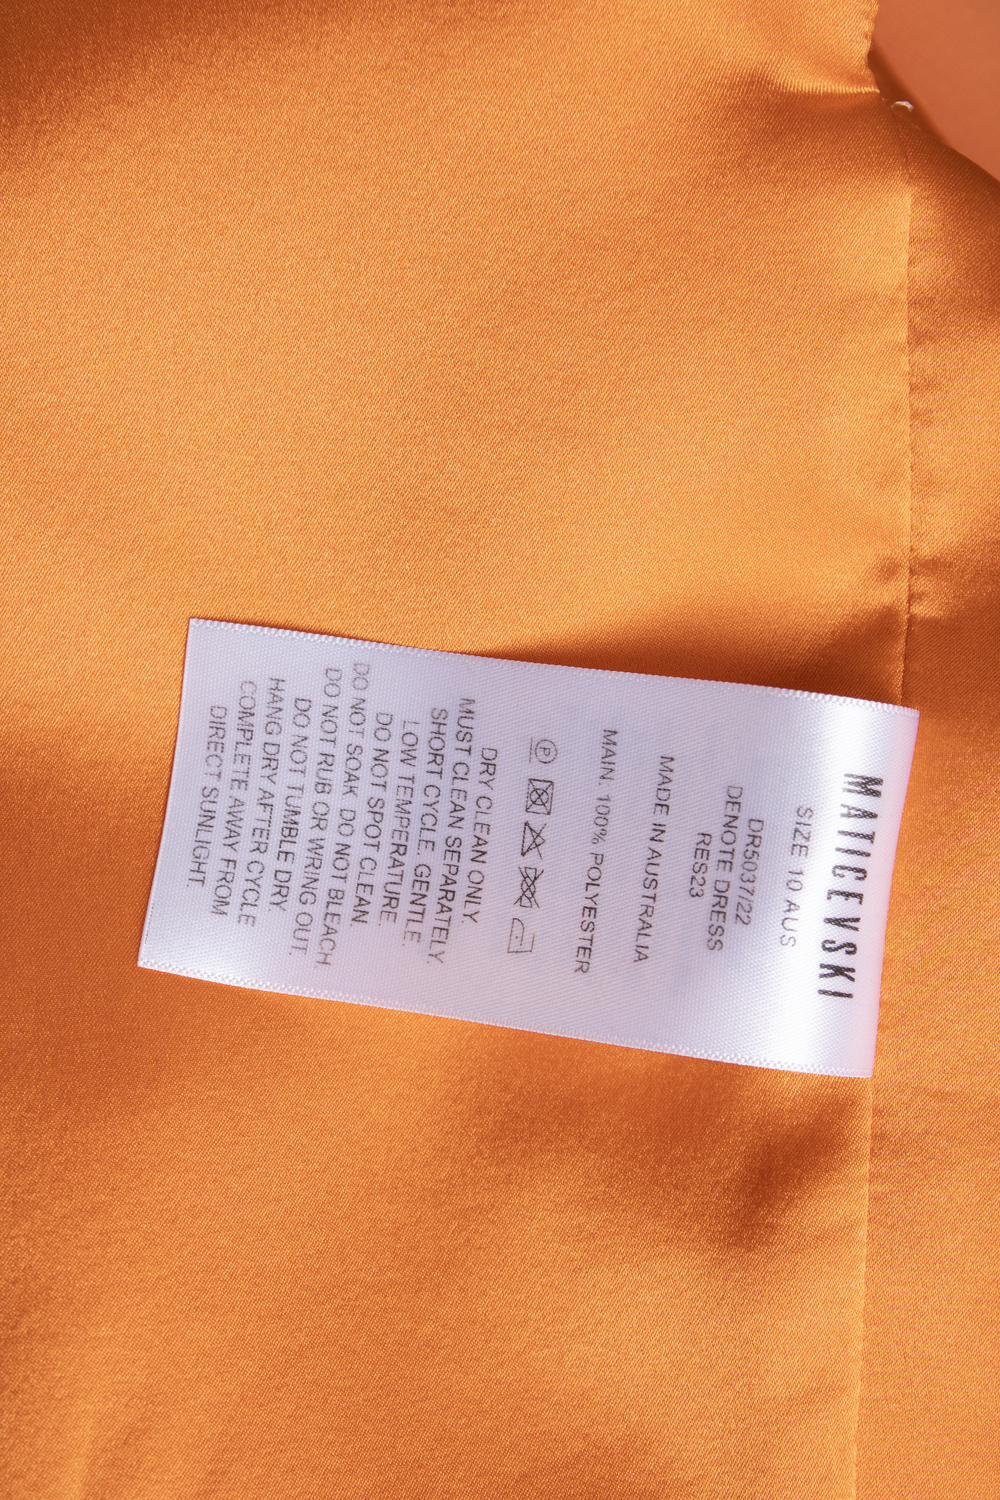 MATICEVSKI
SIZE 10 AUS
DR5037/22
DENOTE DRESS
RES23
MADE IN AUSTRALIA
MAIN. 100% POLYESTER
P
DRY CLEAN ONLY.
MUST CLEAN SEPARATELY.
SHORT CYCLE. GENTLE.
LOW TEMPERATURE.
DO NOT SPOT CLEAN.
DO NOT SOAK. DO NOT BLEACH.
DO NOT RUB OR WRING OUT.
DO NOT TUMBLE DRY.
HANG DRY AFTER CYCLE
COMPLETE AWAY FROM
DIRECT SUNLIGHT.